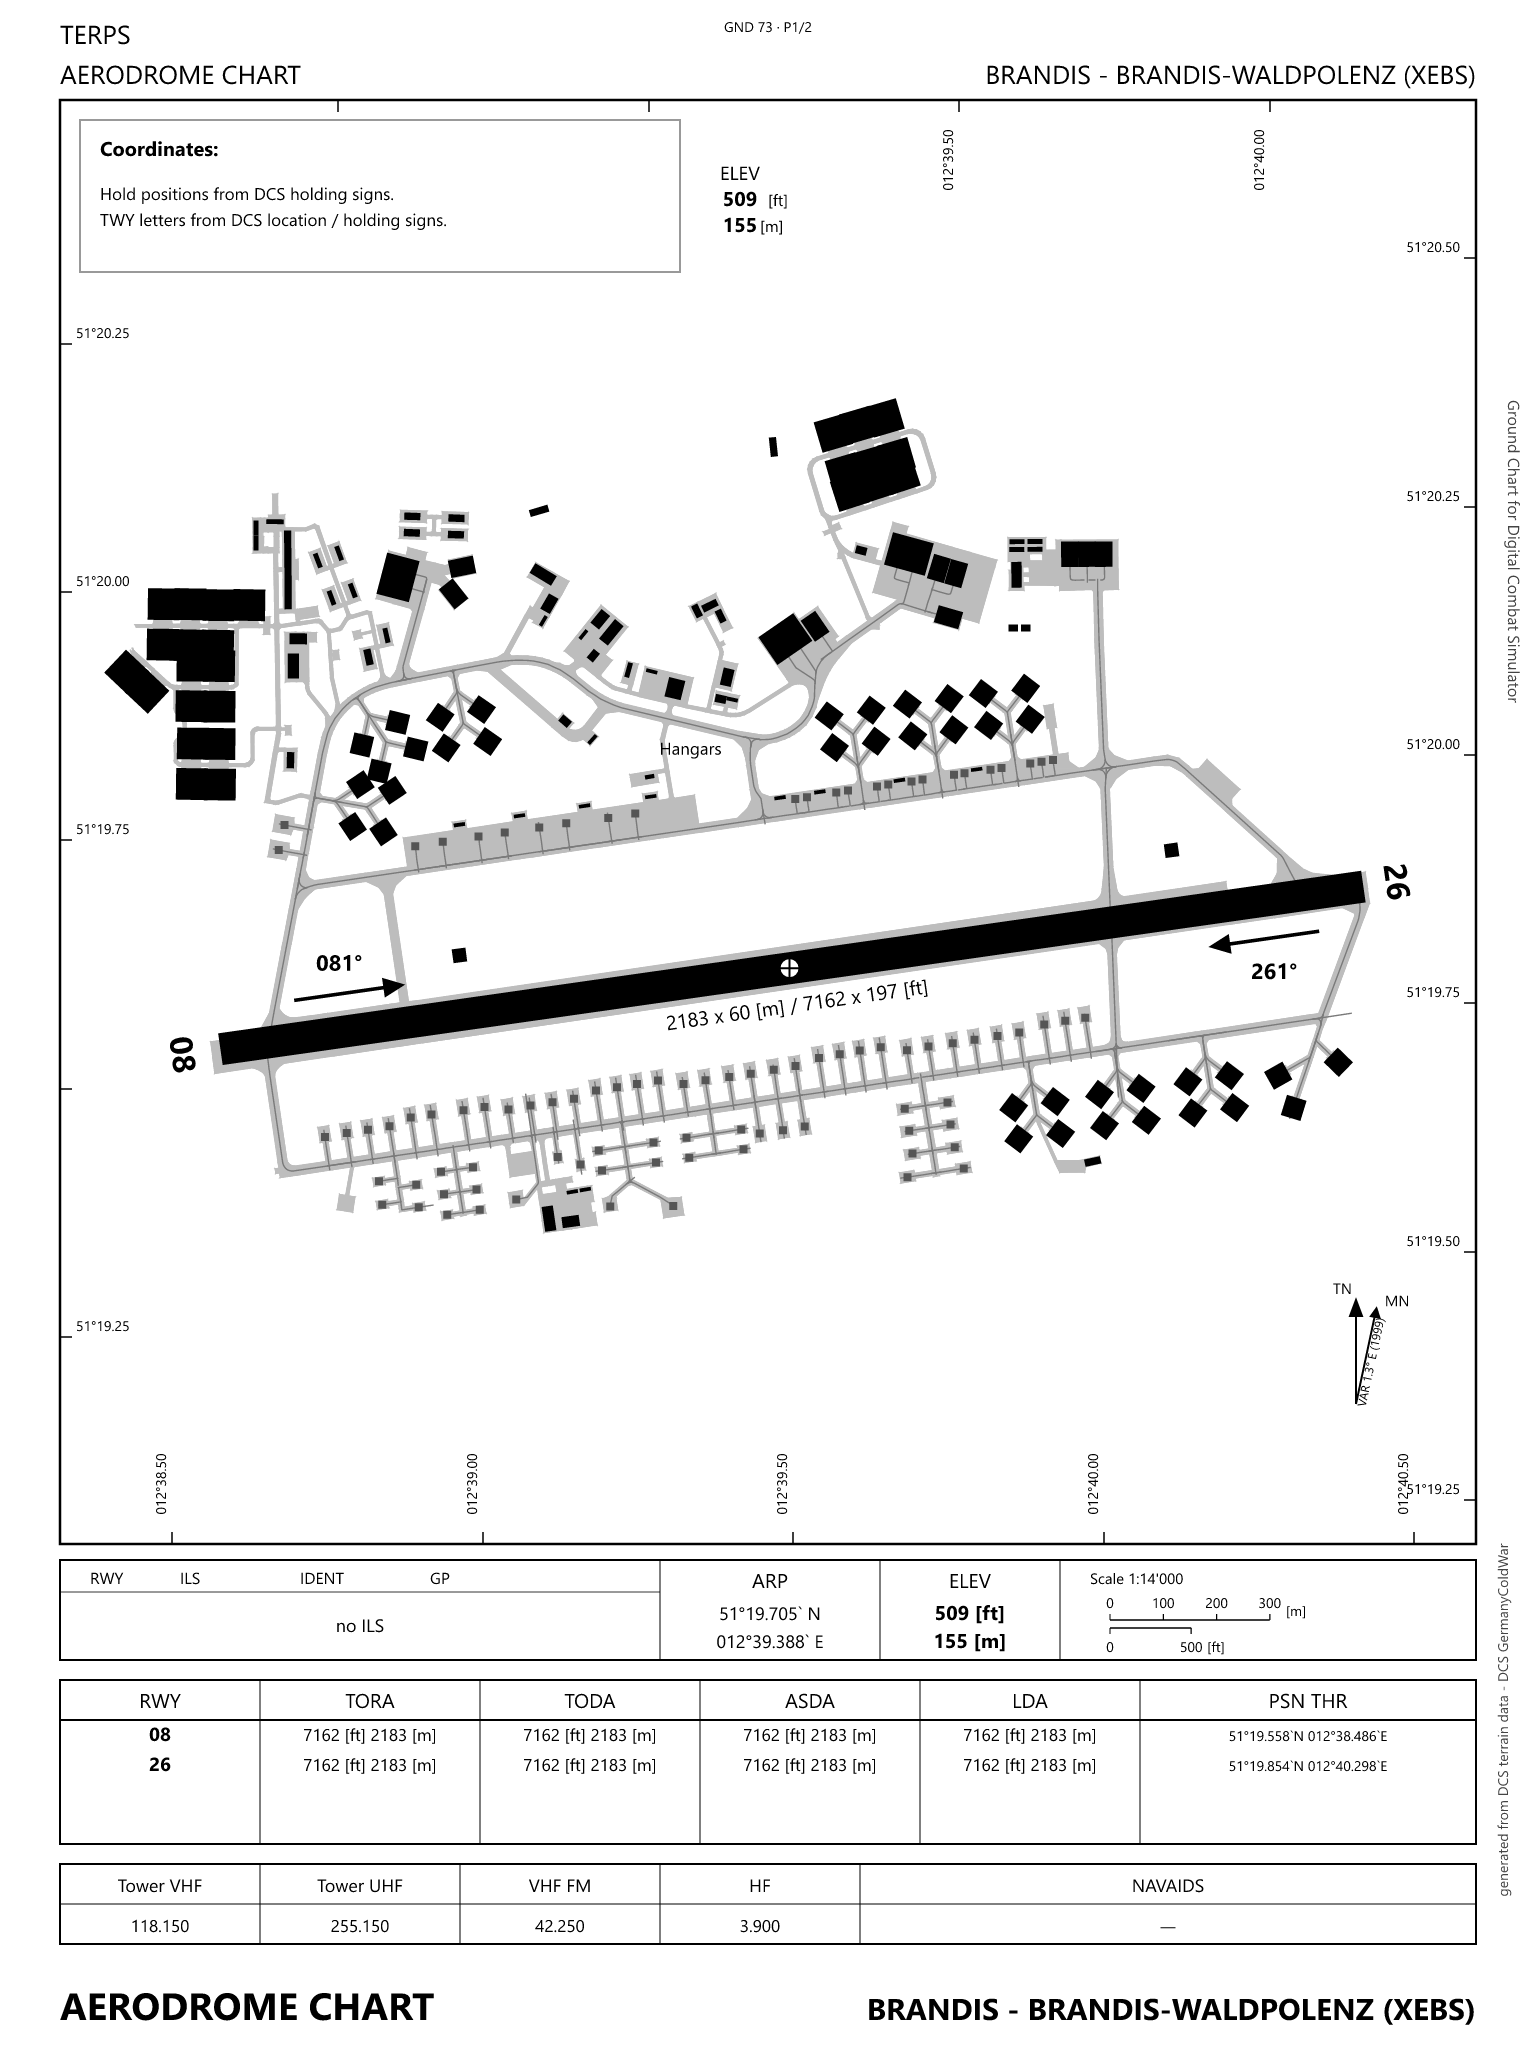 TERPS
GND 73 · P1/2
AERODROME CHART
BRANDIS - BRANDIS-WALDPOLENZ (XEBS)
Coordinates:
Hold positions from DCS holding signs.
TWY letters from DCS location / holding signs.
ELEV
509 [ft]
155 [m]
012°39.50
012°40.00
51°20.50
51°20.25
51°20.25
51°20.00
51°20.00
51°19.75
51°19.75
51°19.50
51°19.25
51°19.25
Hangars
26
081°
261°
2183 x 60 [m] / 7162 x 197 [ft]
08
TN
MN
VAR 1.3° E (1999)
012°38.50
012°39.00
012°39.50
012°40.00
012°40.50
Ground Chart for Digital Combat Simulator
RWY ILS IDENT GP
no ILS
ARP
51°19.705` N
012°39.388` E
ELEV
509 [ft]
155 [m]
Scale 1:14'000
0 100 200 300 [m]
0 500 [ft]
RWY TORA TODA ASDA LDA PSN THR
08 7162 [ft] 2183 [m] 7162 [ft] 2183 [m] 7162 [ft] 2183 [m] 7162 [ft] 2183 [m] 51°19.558`N 012°38.486`E
26 7162 [ft] 2183 [m] 7162 [ft] 2183 [m] 7162 [ft] 2183 [m] 7162 [ft] 2183 [m] 51°19.854`N 012°40.298`E
Tower VHF Tower UHF VHF FM HF NAVAIDS
118.150 255.150 42.250 3.900 —
generated from DCS terrain data - DCS GermanyColdWar
AERODROME CHART
BRANDIS - BRANDIS-WALDPOLENZ (XEBS)